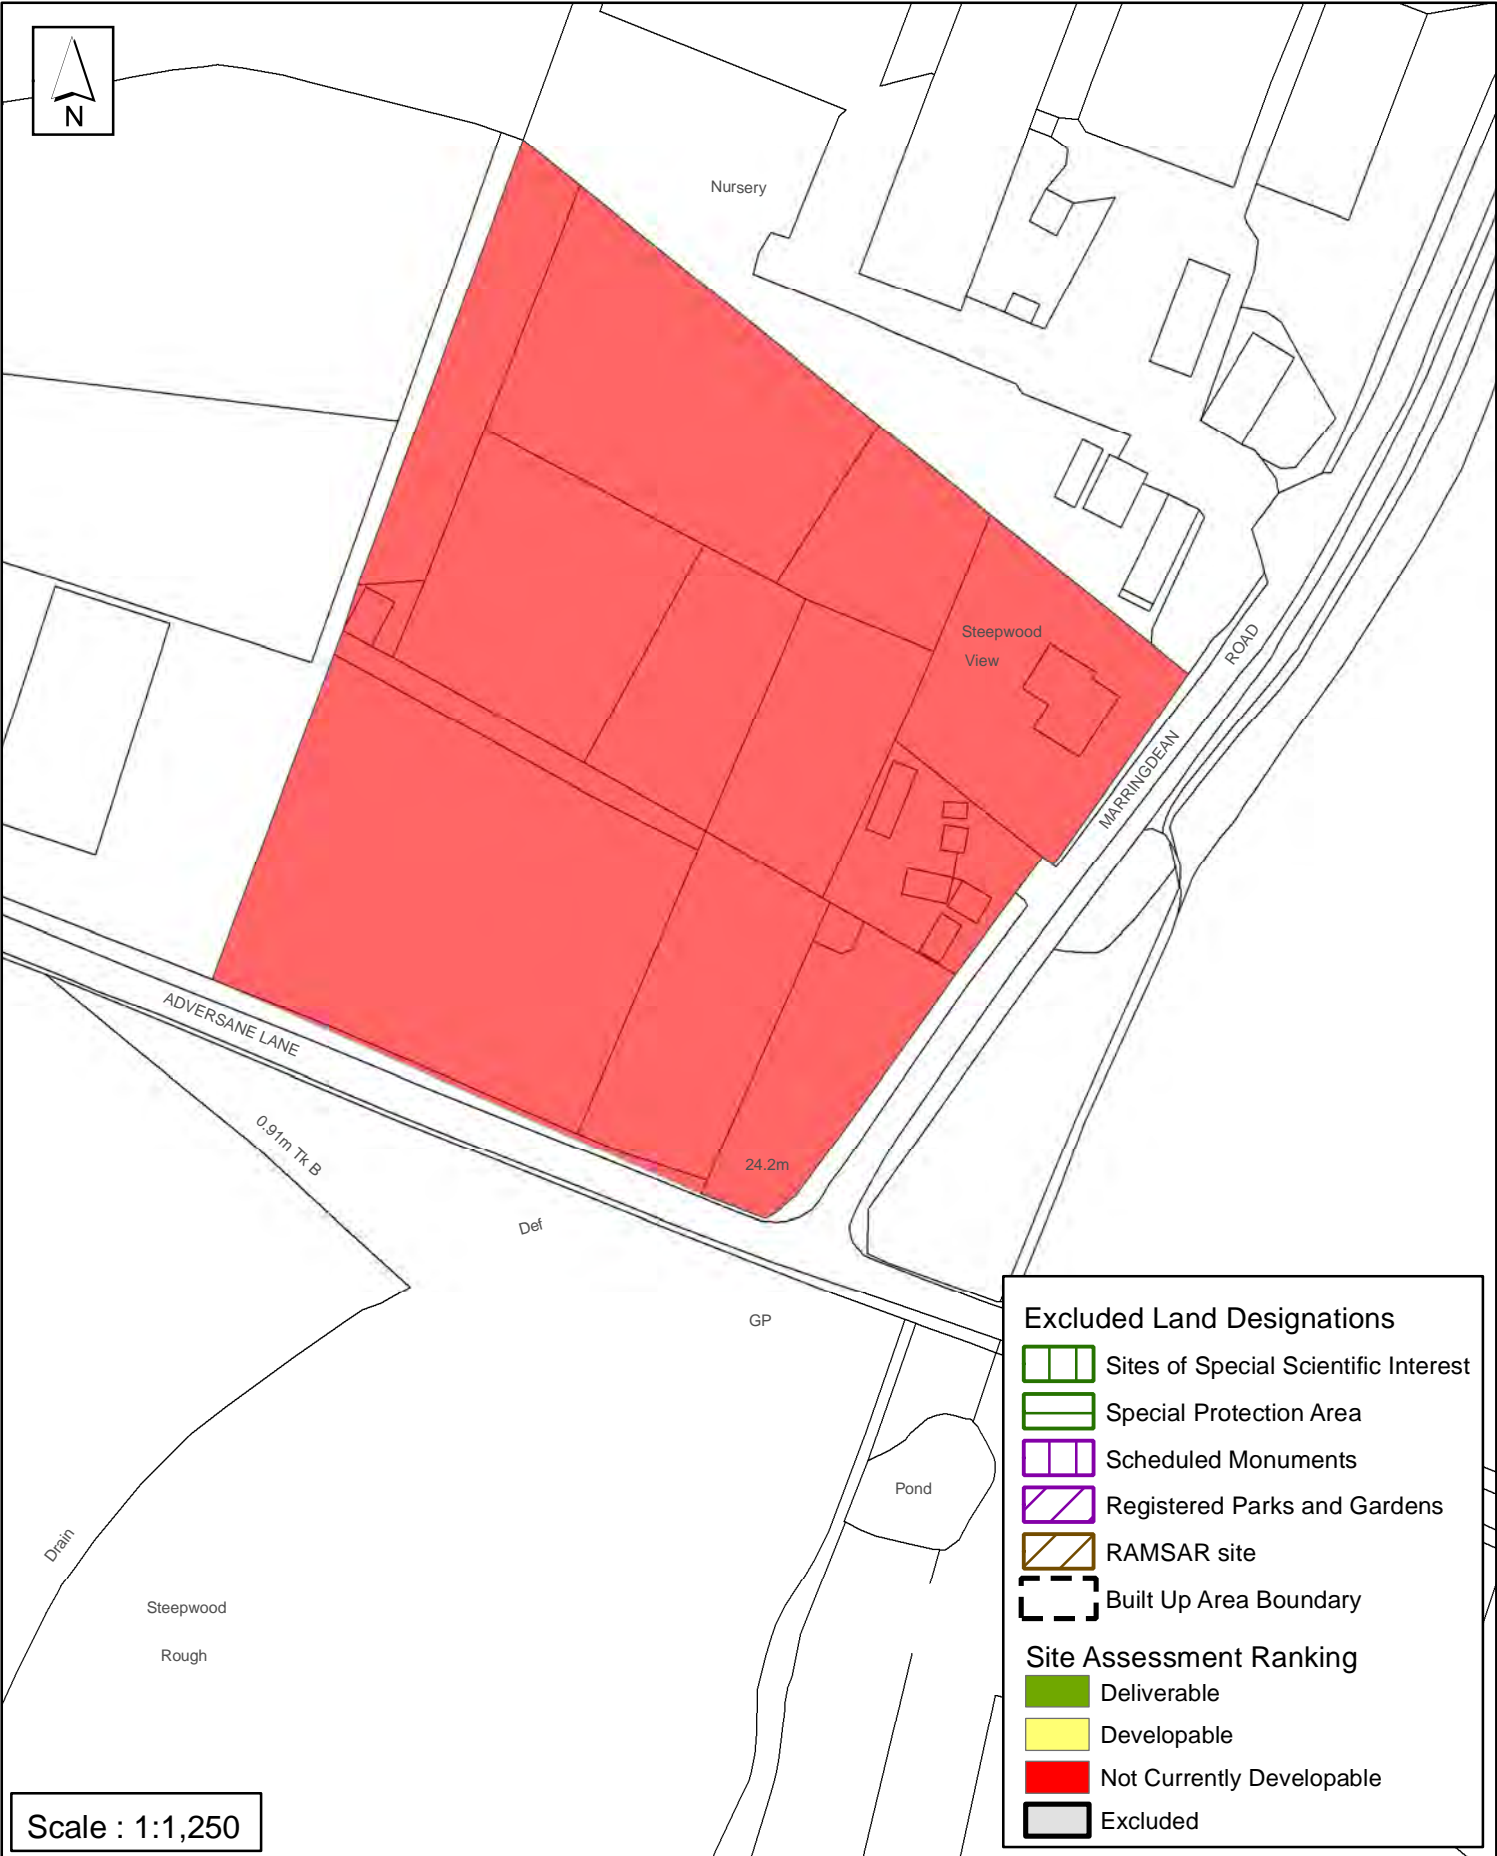 N
Nursery
Steepwood
View
MARRINGDEAN ROAD
ADVERSANE LANE
0.91m Tk B
24.2m
Def
GP
Pond
Drain
Steepwood
Rough
Excluded Land Designations
Sites of Special Scientific Interest
Special Protection Area
Scheduled Monuments
Registered Parks and Gardens
RAMSAR site
Built Up Area Boundary
Site Assessment Ranking
Deliverable
Developable
Not Currently Developable
Excluded
Scale : 1:1,250